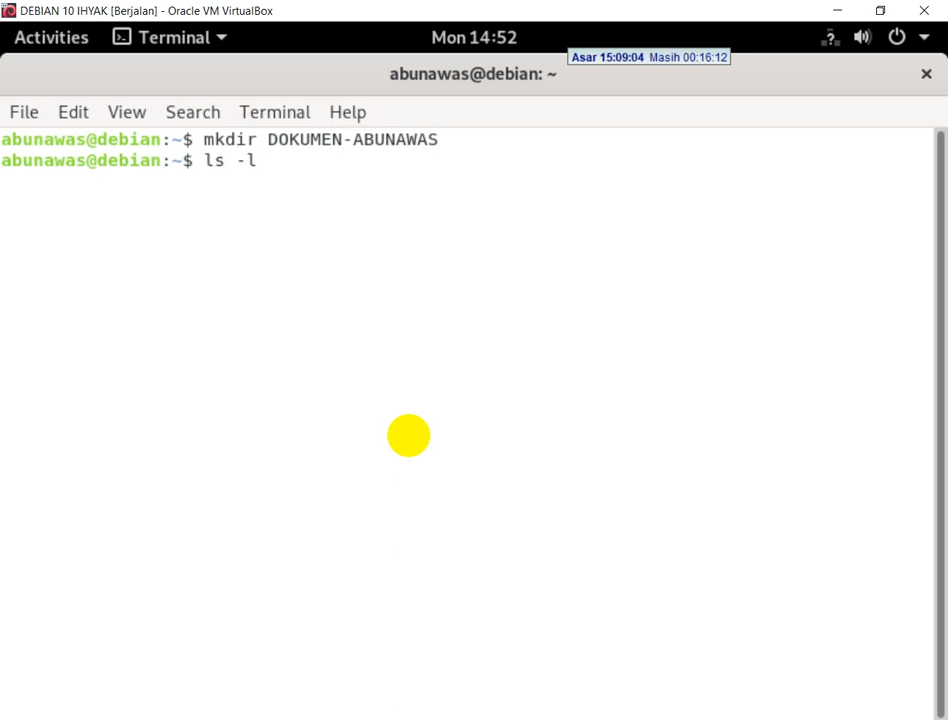 DEBIAN 10 IHYAK [Berjalan] - Oracle VM VirtualBox
Activities Terminal Mon 14:52 ?
Asar 15:09:04 Masih 00:16:12
abunawas@debian: ~
File Edit View Search Terminal Help
abunawas@debian:~$ mkdir DOKUMEN-ABUNAWAS
abunawas@debian:~$ ls -l